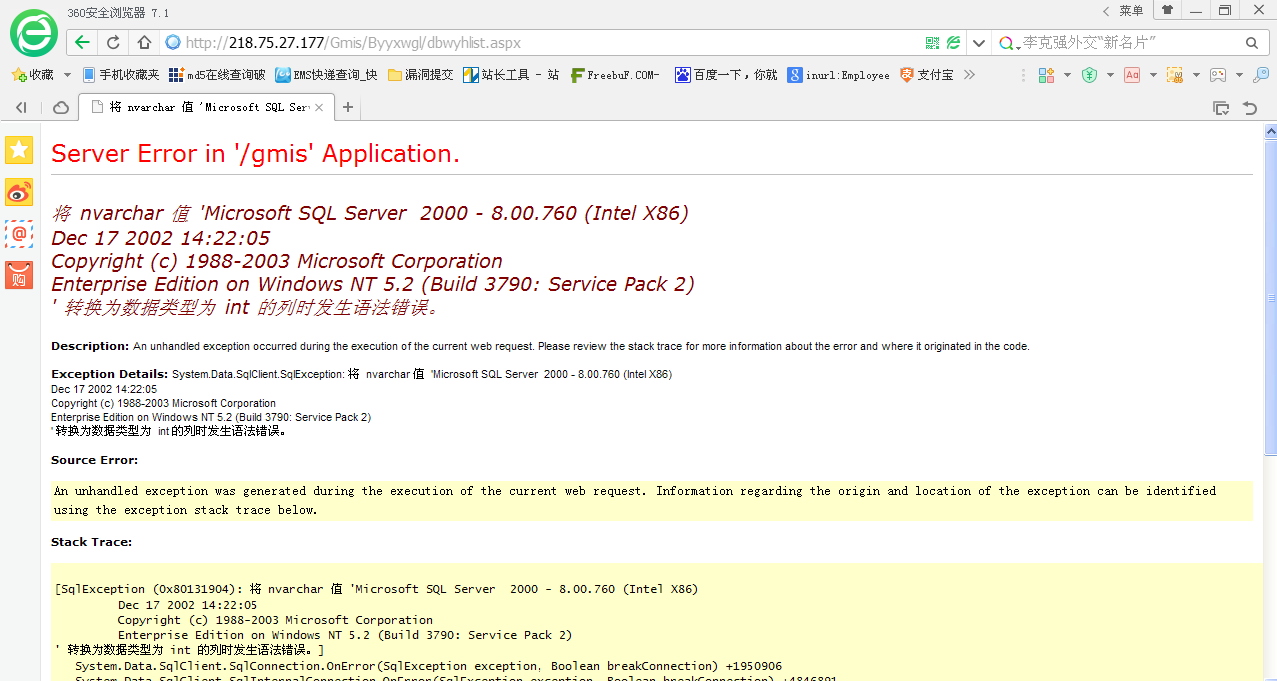 360安全浏览器 7.1
菜单
http://218.75.27.177/Gmis/Byyxwgl/dbwyhlist.aspx
李克强外交“新名片”
收藏 手机收藏夹 md5在线查询破 EMS快递查询_快 漏洞提交 站长工具 - 站 FreebuF.COM- 百度一下，你就 inurl:Employee 支付宝
将 nvarchar 值 'Microsoft SQL Ser
Server Error in '/gmis' Application.
将 nvarchar 值 'Microsoft SQL Server 2000 - 8.00.760 (Intel X86)
Dec 17 2002 14:22:05
Copyright (c) 1988-2003 Microsoft Corporation
Enterprise Edition on Windows NT 5.2 (Build 3790: Service Pack 2)
' 转换为数据类型为 int 的列时发生语法错误。
Description: An unhandled exception occurred during the execution of the current web request. Please review the stack trace for more information about the error and where it originated in the code.
Exception Details: System.Data.SqlClient.SqlException: 将 nvarchar 值 'Microsoft SQL Server 2000 - 8.00.760 (Intel X86)
Dec 17 2002 14:22:05
Copyright (c) 1988-2003 Microsoft Corporation
Enterprise Edition on Windows NT 5.2 (Build 3790: Service Pack 2)
' 转换为数据类型为 int 的列时发生语法错误。
购
Source Error:
An unhandled exception was generated during the execution of the current web request. Information regarding the origin and location of the exception can be identified
using the exception stack trace below.
Stack Trace:
[SqlException (0x80131904): 将 nvarchar 值 'Microsoft SQL Server 2000 - 8.00.760 (Intel X86)
Dec 17 2002 14:22:05
Copyright (c) 1988-2003 Microsoft Corporation
Enterprise Edition on Windows NT 5.2 (Build 3790: Service Pack 2)
' 转换为数据类型为 int 的列时发生语法错误。]
System.Data.SqlClient.SqlConnection.OnError(SqlException exception, Boolean breakConnection) +1950906
System.Data.SqlClient.SqlInternalConnection.OnError(SqlException exception, Boolean breakConnection) +4846891